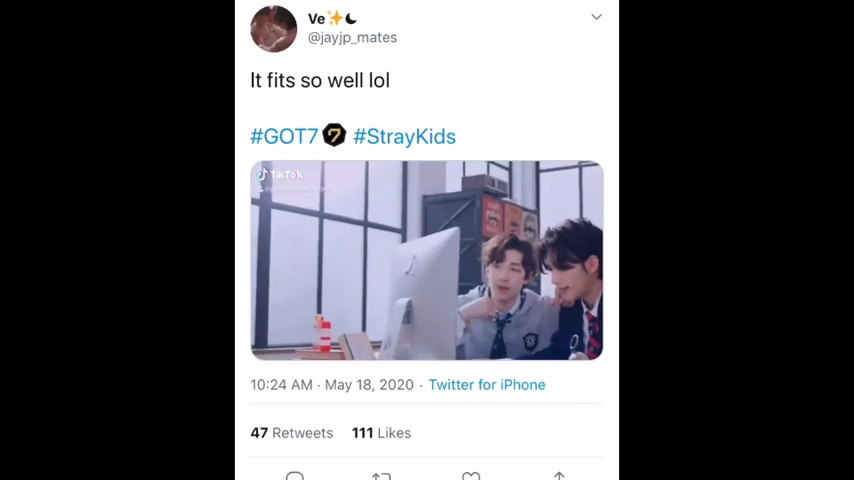 Ve✨🌙
@jayjp_mates
It fits so well lol
#GOT7 7 #StrayKids
TikTok
10:24 AM · May 18, 2020 · Twitter for iPhone
47 Retweets 111 Likes